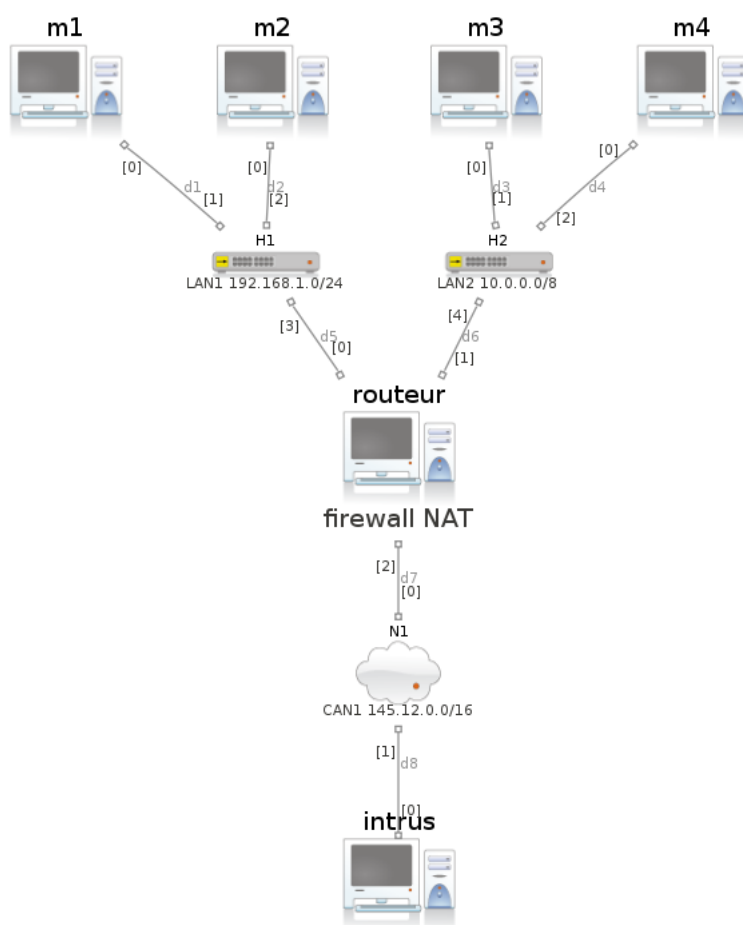 m1 m2 m3 m4
[0] [0] [0] [0]
d1 d2 d3 d4
[1] [2] [1] [2]
H1 H2
LAN1 192.168.1.0/24 LAN2 10.0.0.0/8
[3] [4]
d5 d6
[0] [1]
routeur
firewall NAT
[2]
d7
[0]
N1
CAN1 145.12.0.0/16
[1]
d8
[0]
intrus